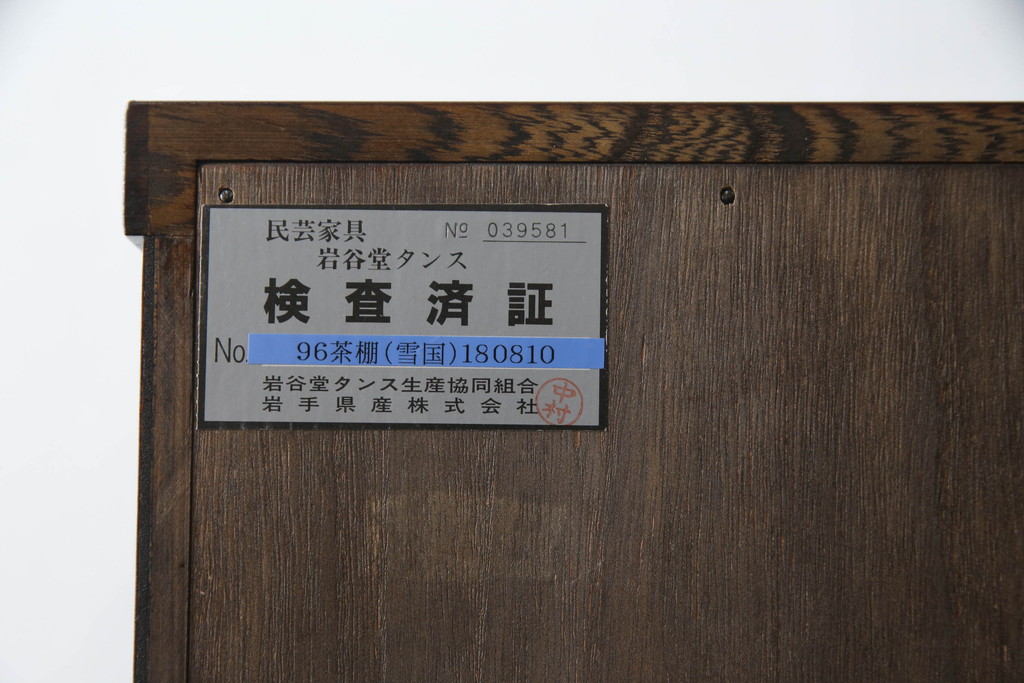 民芸家具 № 039581
岩谷堂タンス
検査済証
No. 96茶棚(雪国)180810
岩谷堂タンス生産協同組合
岩手県産株式会社
中村